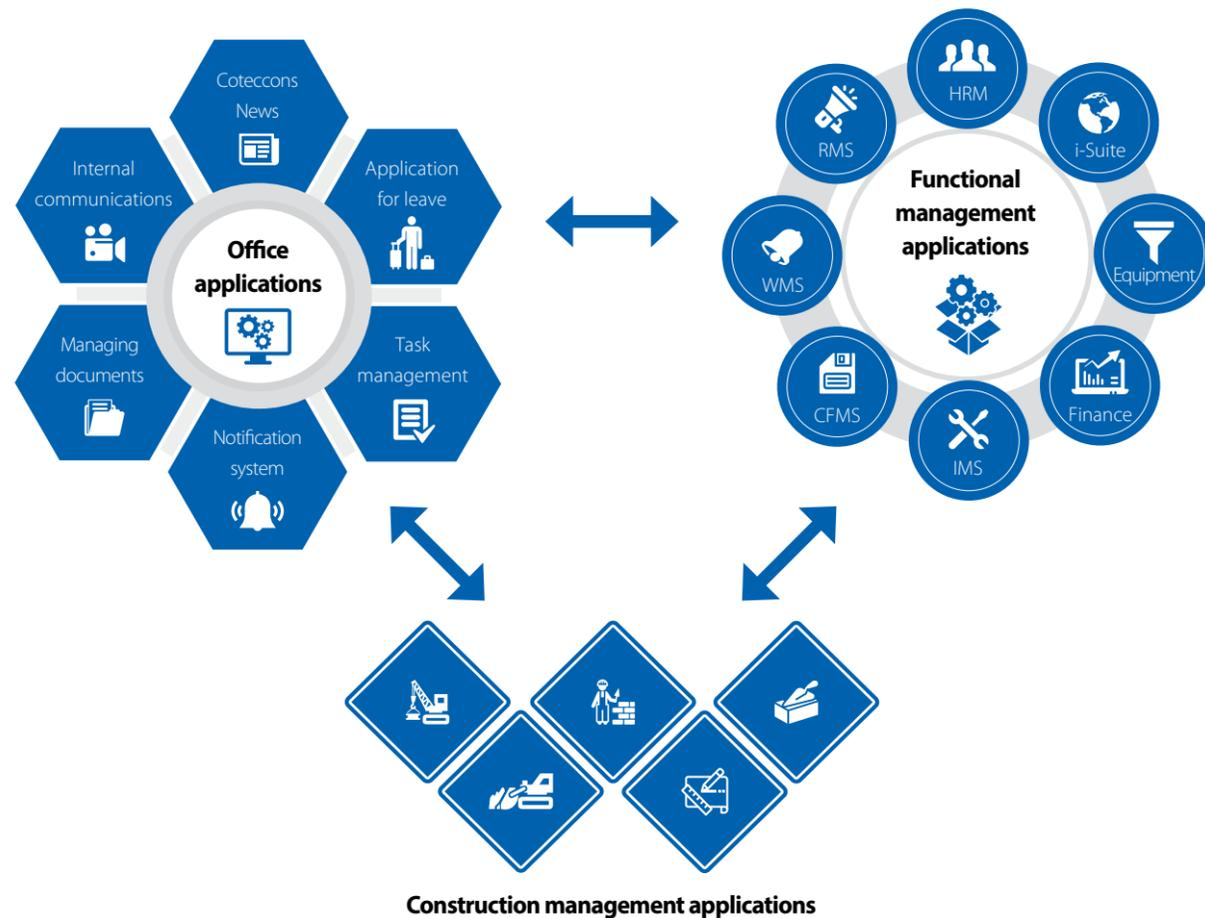 Coteccons
News
Application
for leave
Task
management
Notification
system
Managing
documents
Internal
communications
Office
applications
HRM
i-Suite
Equipment
Finance
IMS
CFMS
WMS
RMS
Functional
management
applications
Construction management applications